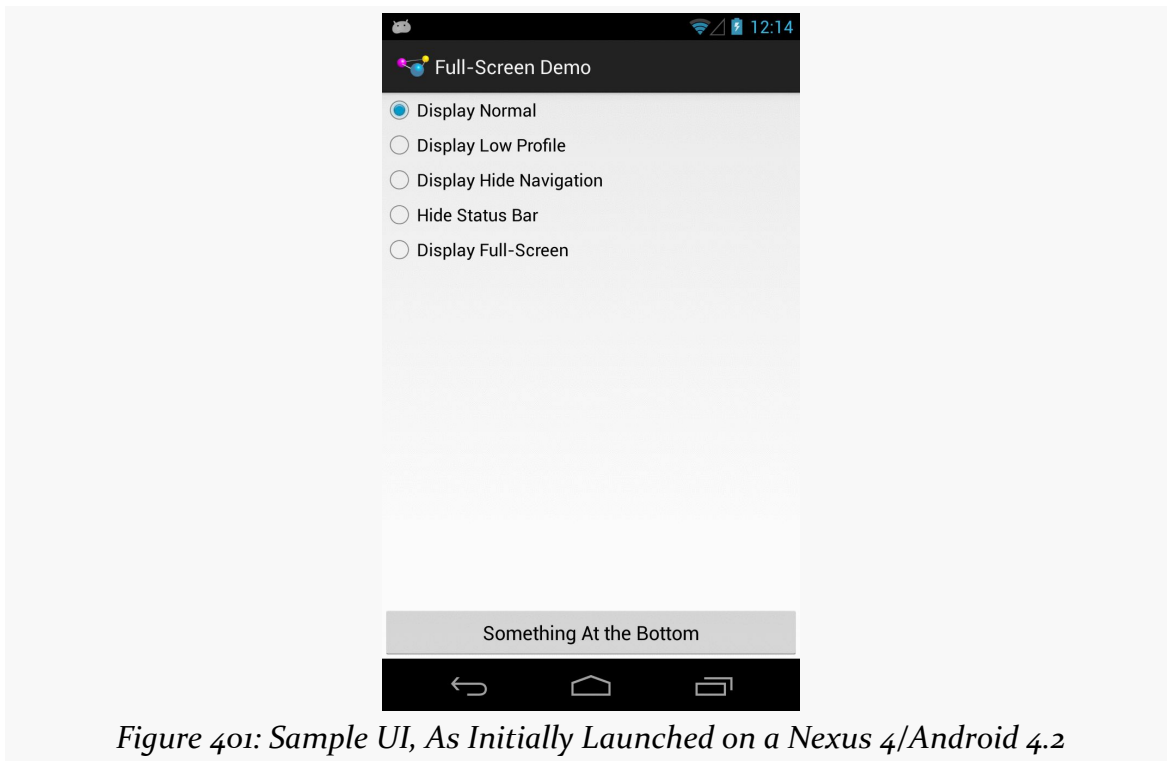 12:14
Full-Screen Demo
Display Normal
Display Low Profile
Display Hide Navigation
Hide Status Bar
Display Full-Screen
Something At the Bottom
Figure 401: Sample UI, As Initially Launched on a Nexus 4/Android 4.2